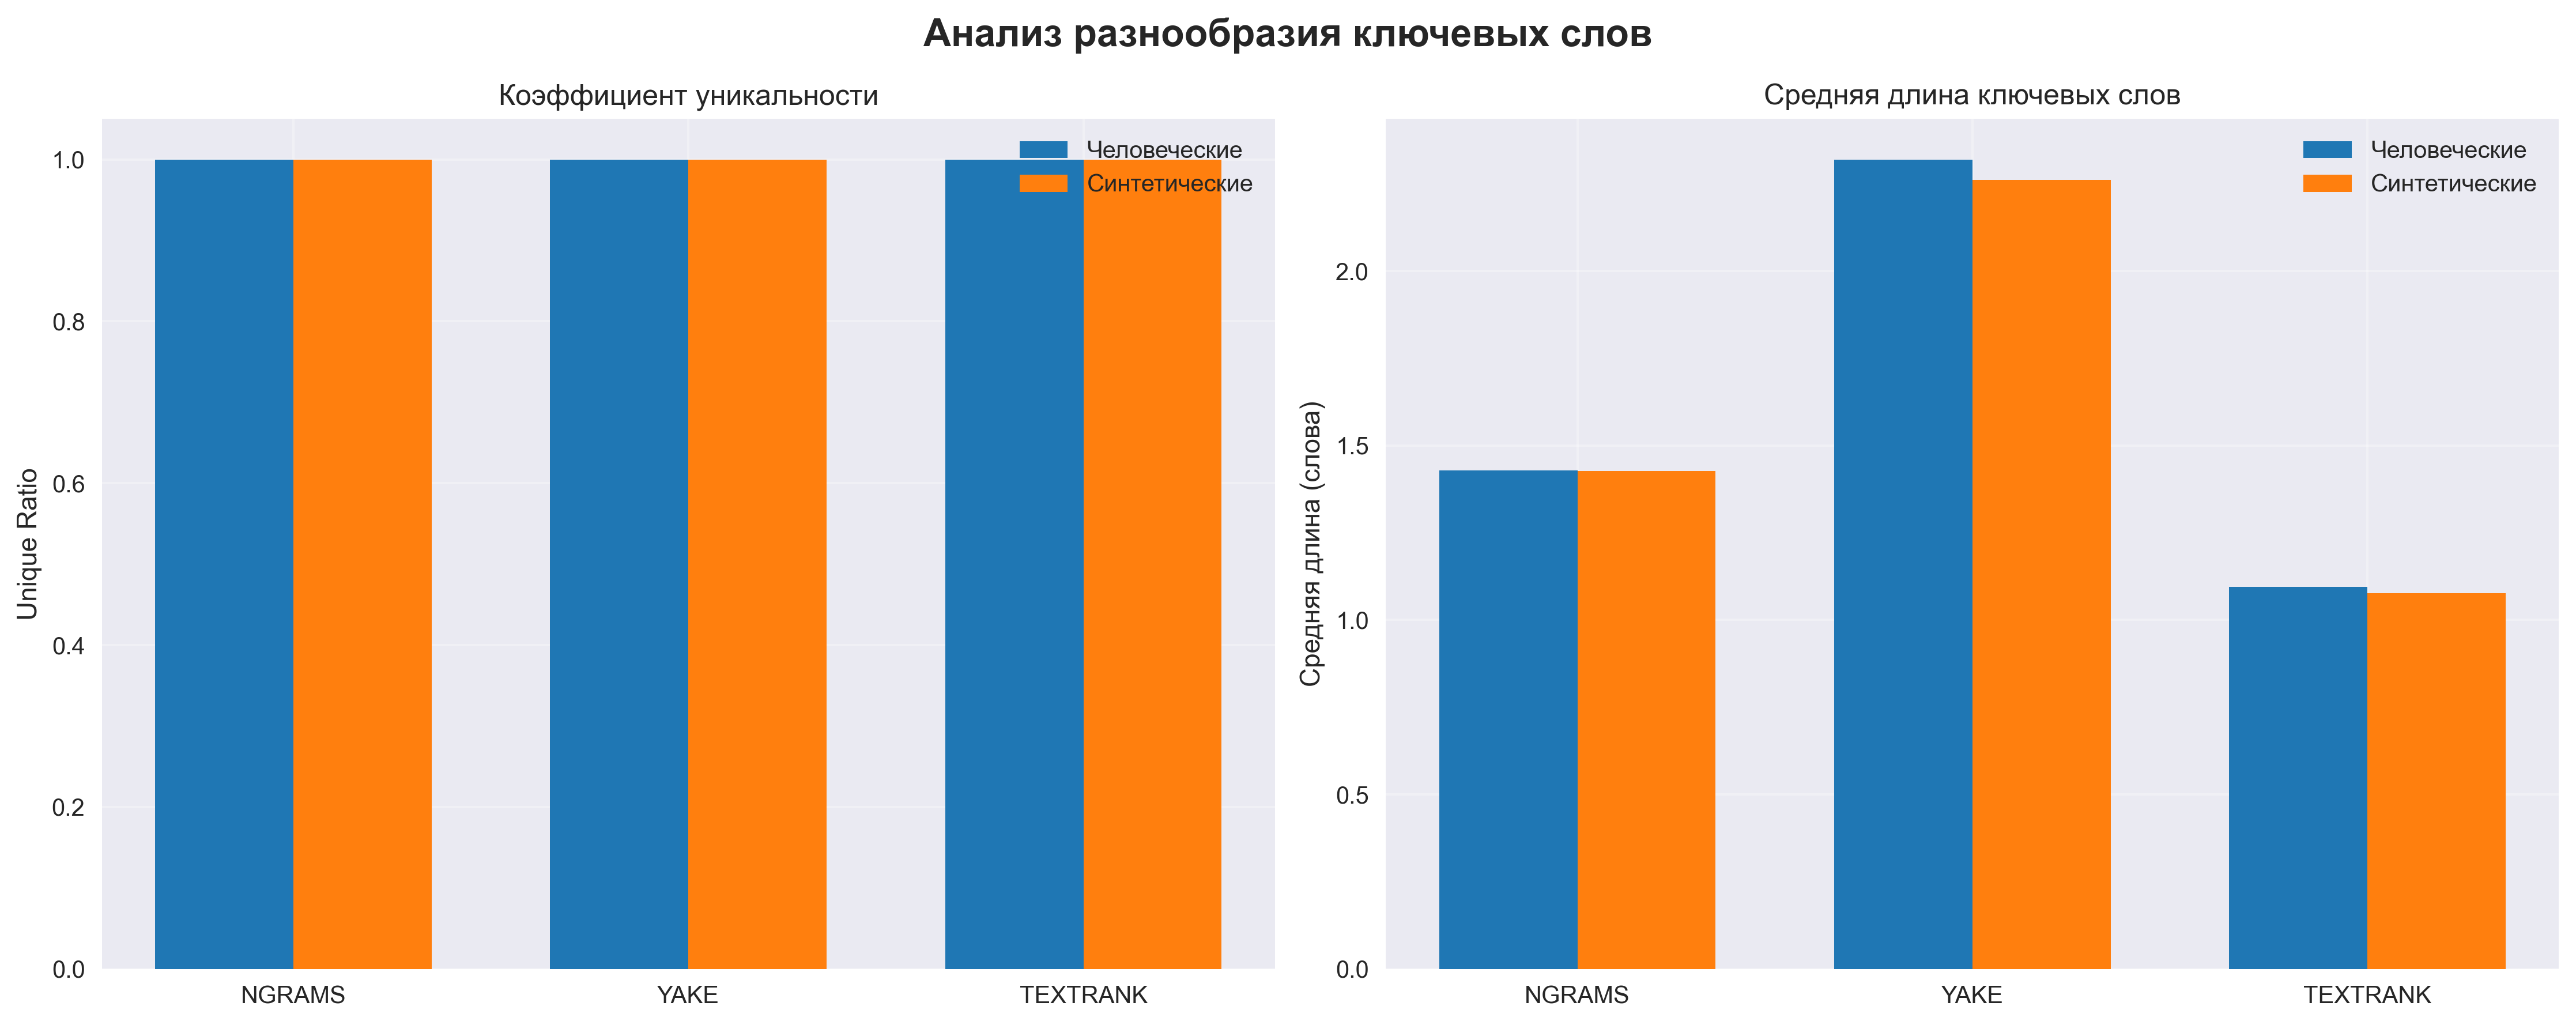 Анализ разнообразия ключевых слов
Коэффициент уникальности
Unique Ratio
1.0
0.8
0.6
0.4
0.2
0.0
Человеческие
Синтетические
NGRAMS YAKE TEXTRANK
Средняя длина ключевых слов
Средняя длина (слова)
2.0
1.5
1.0
0.5
0.0
Человеческие
Синтетические
NGRAMS YAKE TEXTRANK